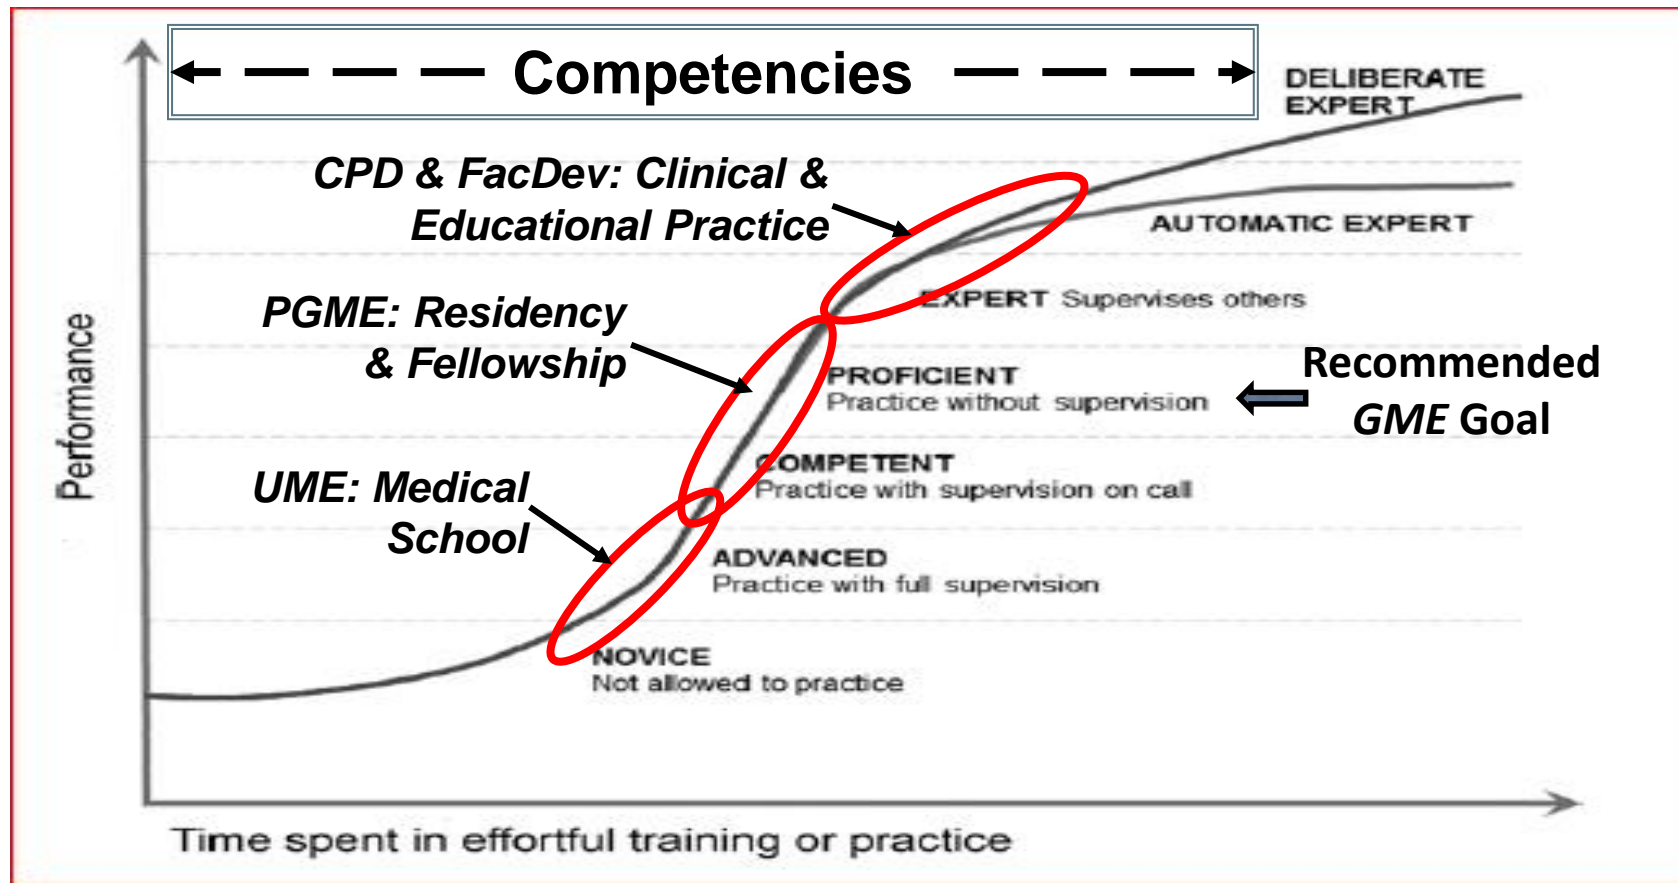 Competencies
DELIBERATE
EXPERT
CPD & FacDev: Clinical &
Educational Practice
AUTOMATIC EXPERT
EXPERT Supervises others
PGME: Residency
& Fellowship
PROFICIENT
Practice without supervision
Recommended
GME Goal
COMPETENT
Practice with supervision on call
UME: Medical
School
ADVANCED
Practice with full supervision
NOVICE
Not allowed to practice
Performance
Time spent in effortful training or practice